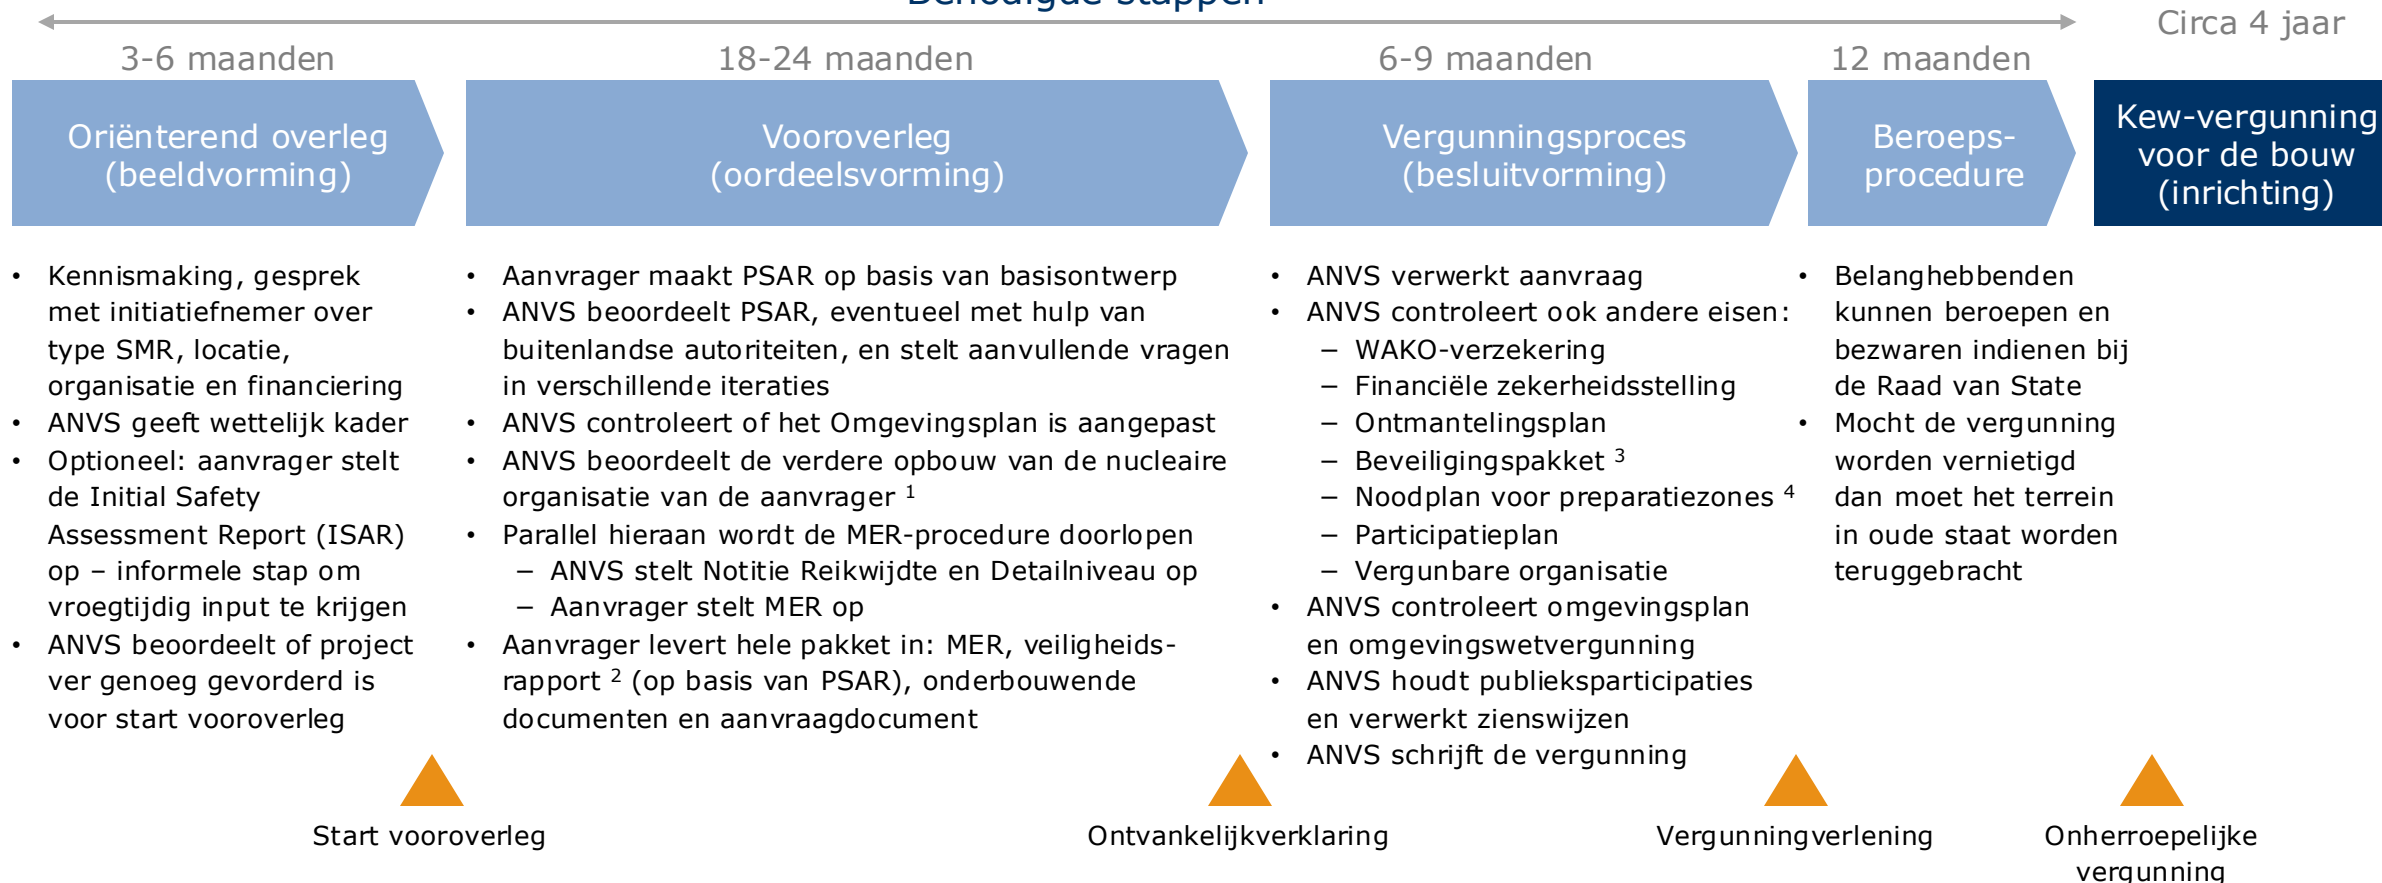 Benodigde stappen
Circa 4 jaar
3-6 maanden
18-24 maanden
6-9 maanden
12 maanden
Oriënterend overleg
(beeldvorming)
Vooroverleg
(oordeelsvorming)
Vergunningsproces
(besluitvorming)
Beroeps-
procedure
Kew-vergunning
voor de bouw
(inrichting)
• Kennismaking, gesprek
met initiatiefnemer over
type SMR, locatie,
organisatie en financiering
• ANVS geeft wettelijk kader
• Optioneel: aanvrager stelt
de Initial Safety
Assessment Report (ISAR)
op – informele stap om
vroegtijdig input te krijgen
• ANVS beoordeelt of project
ver genoeg gevorderd is
voor start vooroverleg
• Aanvrager maakt PSAR op basis van basisontwerp
• ANVS beoordeelt PSAR, eventueel met hulp van
buitenlandse autoriteiten, en stelt aanvullende vragen
in verschillende iteraties
• ANVS controleert of het Omgevingsplan is aangepast
• ANVS beoordeelt de verdere opbouw van de nucleaire
organisatie van de aanvrager ¹
• Parallel hieraan wordt de MER-procedure doorlopen
– ANVS stelt Notitie Reikwijdte en Detailniveau op
– Aanvrager stelt MER op
• Aanvrager levert hele pakket in: MER, veiligheids-
rapport ² (op basis van PSAR), onderbouwende
documenten en aanvraagdocument
• ANVS verwerkt aanvraag
• ANVS controleert ook andere eisen:
– WAKO-verzekering
– Financiële zekerheidsstelling
– Ontmantelingsplan
– Beveiligingspakket ³
– Noodplan voor preparatiezones ⁴
– Participatieplan
– Vergunbare organisatie
• ANVS controleert omgevingsplan
en omgevingswetvergunning
• ANVS houdt publieksparticipaties
en verwerkt zienswijzen
• ANVS schrijft de vergunning
• Belanghebbenden
kunnen beroepen en
bezwaren indienen bij
de Raad van State
• Mocht de vergunning
worden vernietigd
dan moet het terrein
in oude staat worden
teruggebracht
Start vooroverleg
Ontvankelijkverklaring
Vergunningverlening
Onherroepelijke
vergunning